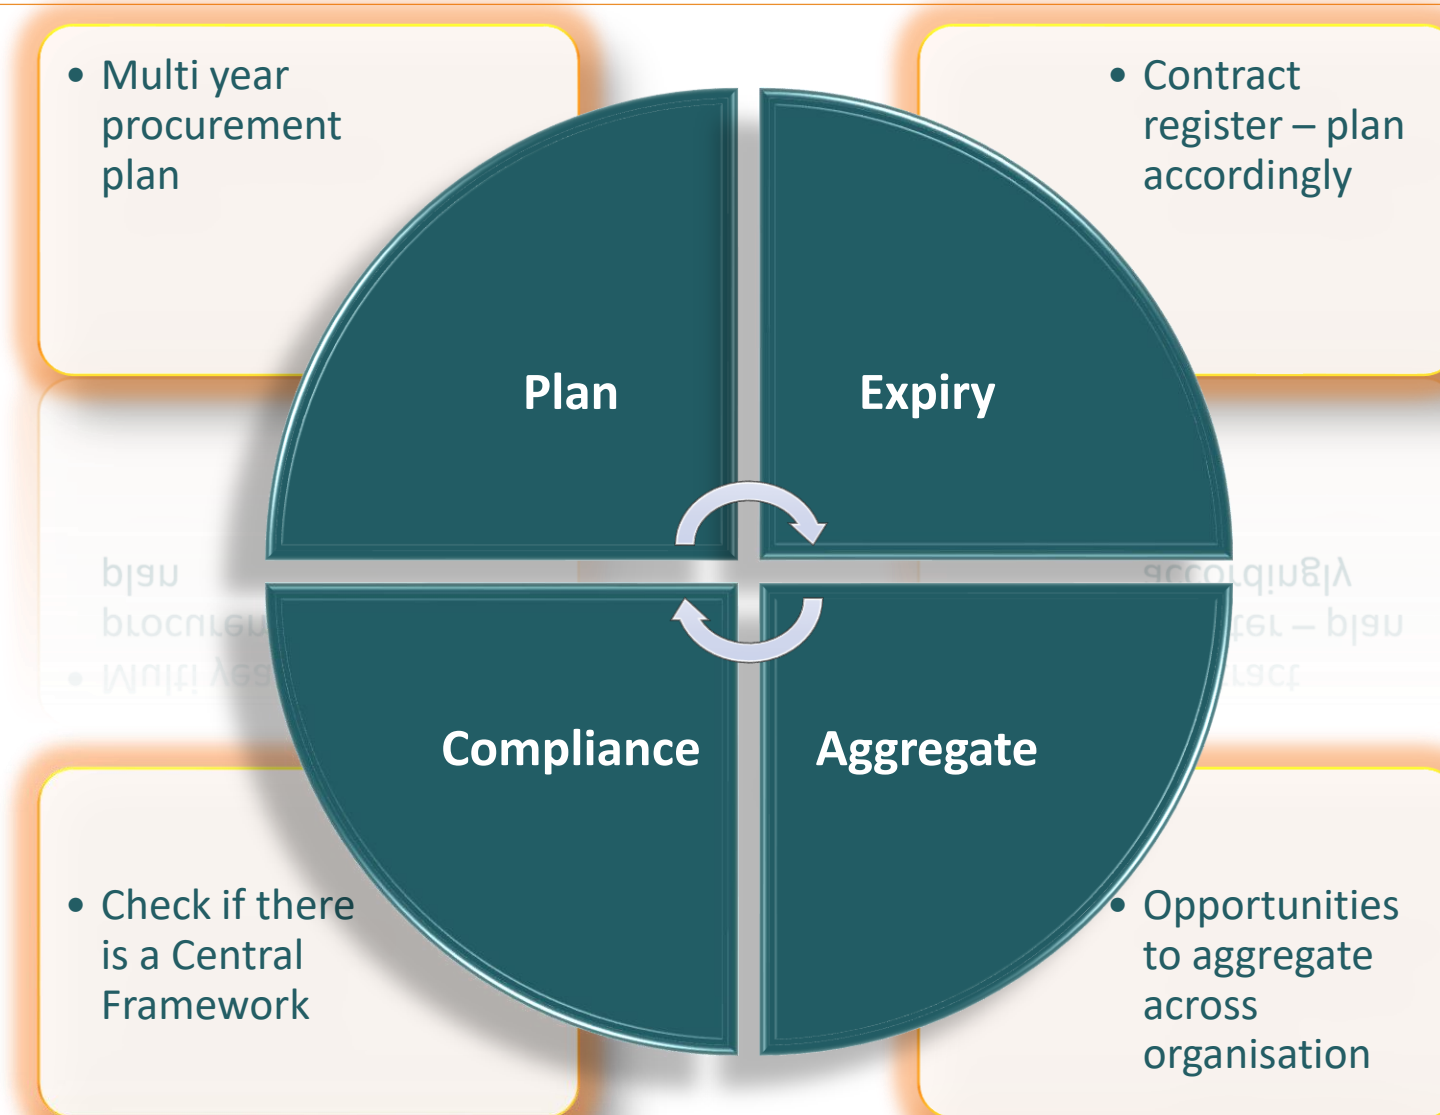 • Multi year
procurement
plan
• Contract
register – plan
accordingly
Plan
Expiry
Compliance
Aggregate
• Check if there
is a Central
Framework
• Opportunities
to aggregate
across
organisation